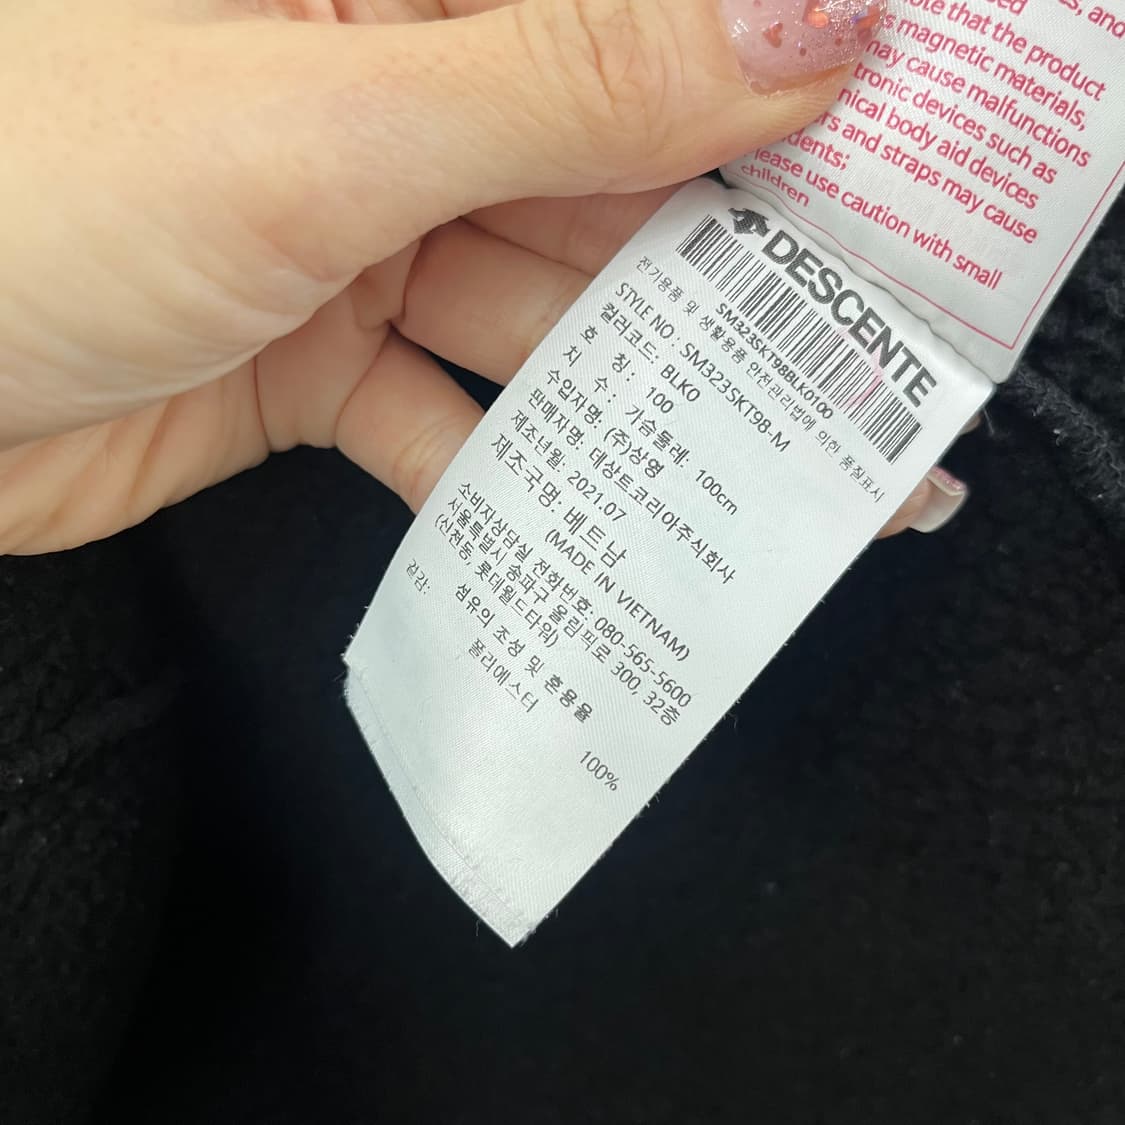 ote that the product
s magnetic materials,
may cause malfunctions
tronic devices such as
nical body aid devices
rs and straps may cause
dents;
lease use caution with small
children
DESCENTE
SM323SKT98BLK0100
전기용품 및 생활용품 안전관리법에 의한 품질표시
STYLE NO.: SM323SKT98-M
컬러코드: BLK0
호 칭: 100
치 수: 가슴둘레: 100cm
수입자명: (주)상영
판매자명: 데상트코리아주식회사
제조년월: 2021.07
제조국명: 베트남
(MADE IN VIETNAM)
소비자상담실 전화번호: 080-565-5600
서울특별시 송파구 올림픽로 300, 32층
(신천동, 롯데월드타워)
섬유의 조성 및 혼용율
겉감: 폴리에스터 100%